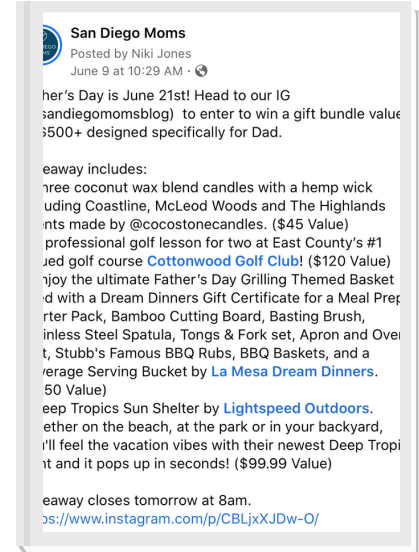 San Diego Moms
Posted by Niki Jones
June 9 at 10:29 AM ·
her's Day is June 21st! Head to our IG
sandiegomomsblog) to enter to win a gift bundle value
$500+ designed specifically for Dad.
eaway includes:
hree coconut wax blend candles with a hemp wick
uding Coastline, McLeod Woods and The Highlands
nts made by @cocostonecandles. ($45 Value)
professional golf lesson for two at East County's #1
ued golf course Cottonwood Golf Club! ($120 Value)
njoy the ultimate Father's Day Grilling Themed Basket
ed with a Dream Dinners Gift Certificate for a Meal Prep
rter Pack, Bamboo Cutting Board, Basting Brush,
inless Steel Spatula, Tongs & Fork set, Apron and Over
t, Stubb's Famous BBQ Rubs, BBQ Baskets, and a
verage Serving Bucket by La Mesa Dream Dinners.
50 Value)
eep Tropics Sun Shelter by Lightspeed Outdoors.
ether on the beach, at the park or in your backyard,
u'll feel the vacation vibes with their newest Deep Tropi
nt and it pops up in seconds! ($99.99 Value)
eaway closes tomorrow at 8am.
ps://www.instagram.com/p/CBLjxXJDw-O/